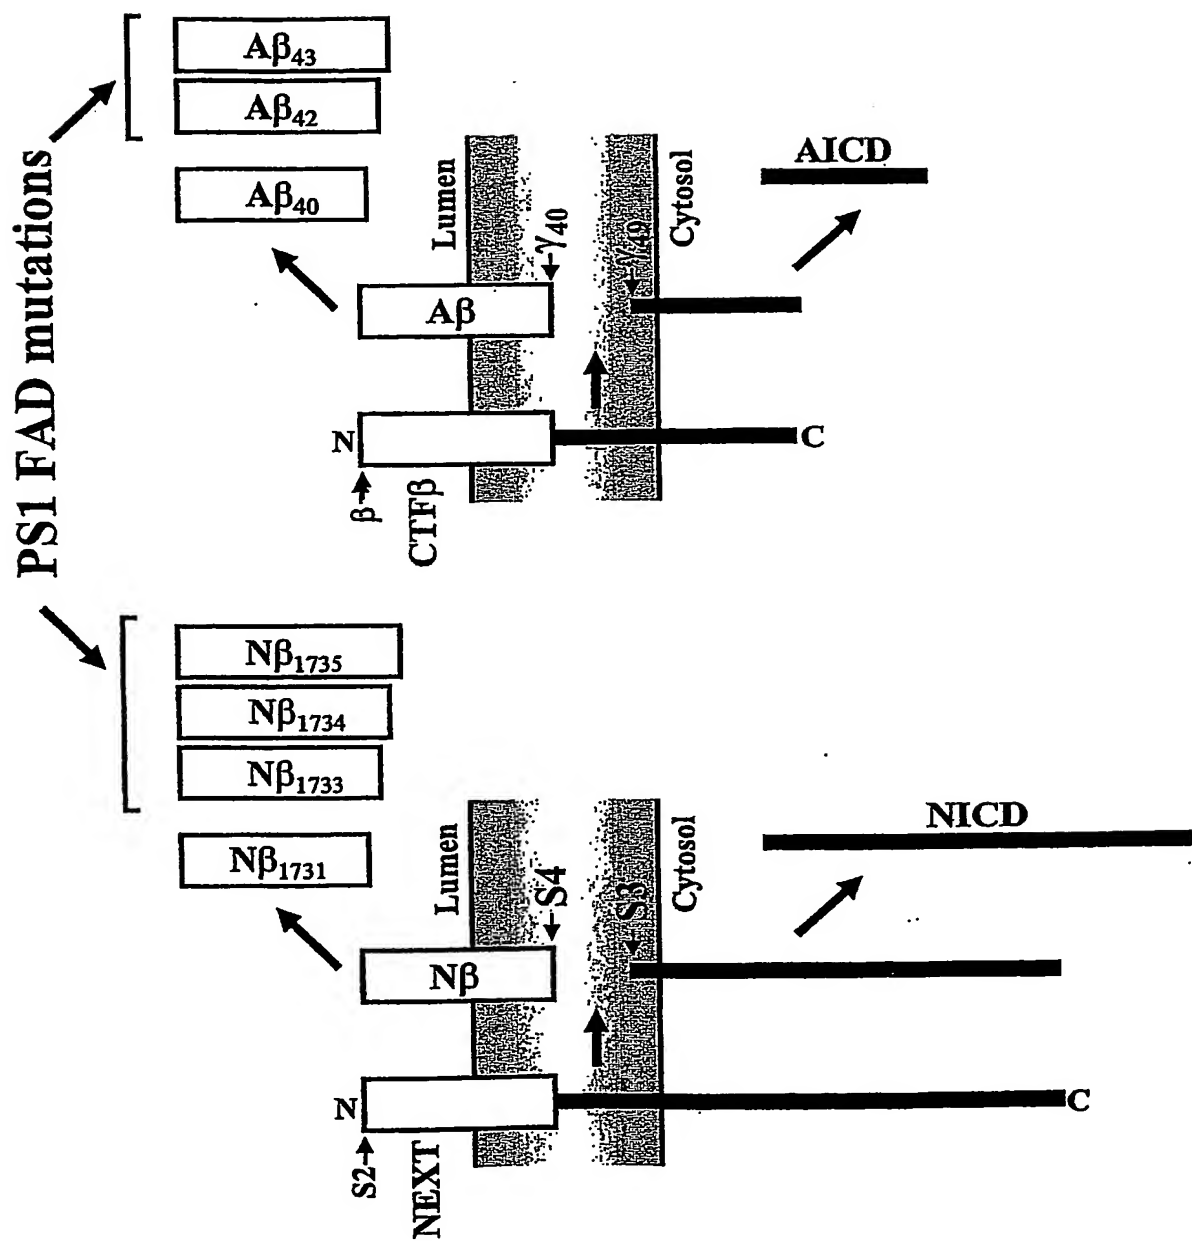 PS1 FAD mutations
Aβ43
Aβ42
Aβ40
Lumen
Cytosol
AICD
γ40
γ49
Aβ
N
C
β
CTFβ
Nβ1735
Nβ1734
Nβ1733
Nβ1731
Lumen
Cytosol
NICD
S4
S3
Nβ
N
C
S2
NEXT